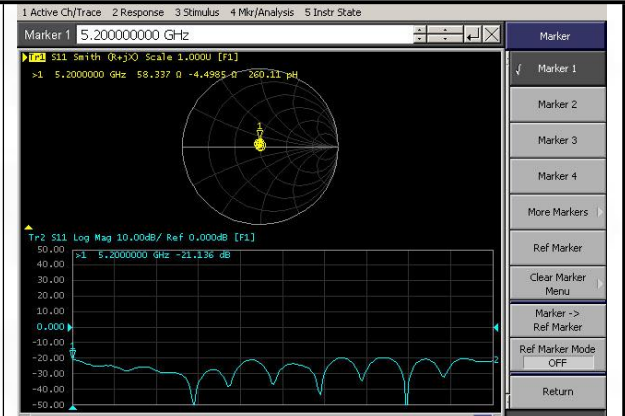 1 Active Ch/Trace 2 Response 3 Stimulus 4 Mkr/Analysis 5 Instr State
Marker 1 5.200000000 GHz
Marker
Tr1 S11 Smith (R+jX) Scale 1.000U [F1]
>1 5.2000000 GHz 58.337 Ω -4.4985 Ω 260.11 pH
1
√ Marker 1
Marker 2
Marker 3
Marker 4
More Markers
Ref Marker
Clear Marker
Menu
Marker ->
Ref Marker
Ref Marker Mode
OFF
Return
Tr2 S11 Log Mag 10.00dB/ Ref 0.000dB [F1]
50.00
>1 5.2000000 GHz -21.136 dB
40.00
30.00
20.00
10.00
0.000
-10.00
1
-20.00
2
-30.00
-40.00
-50.00